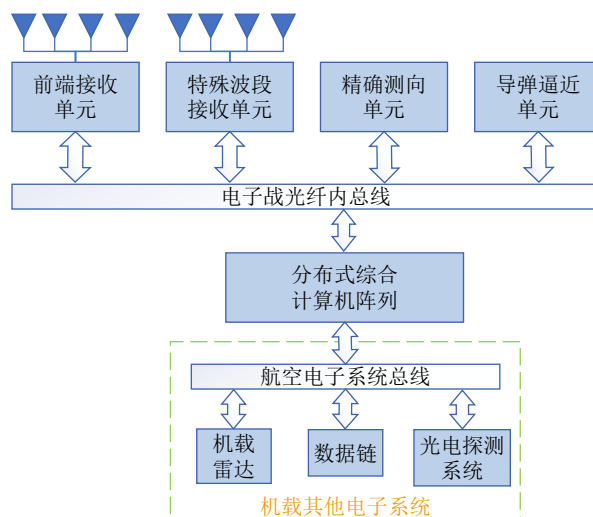 前端接收
单元
特殊波段
接收单元
精确测向
单元
导弹逼近
单元
电子战光纤内总线
分布式综合
计算机阵列
航空电子系统总线
机载
雷达
数据链
光电探测
系统
机载其他电子系统